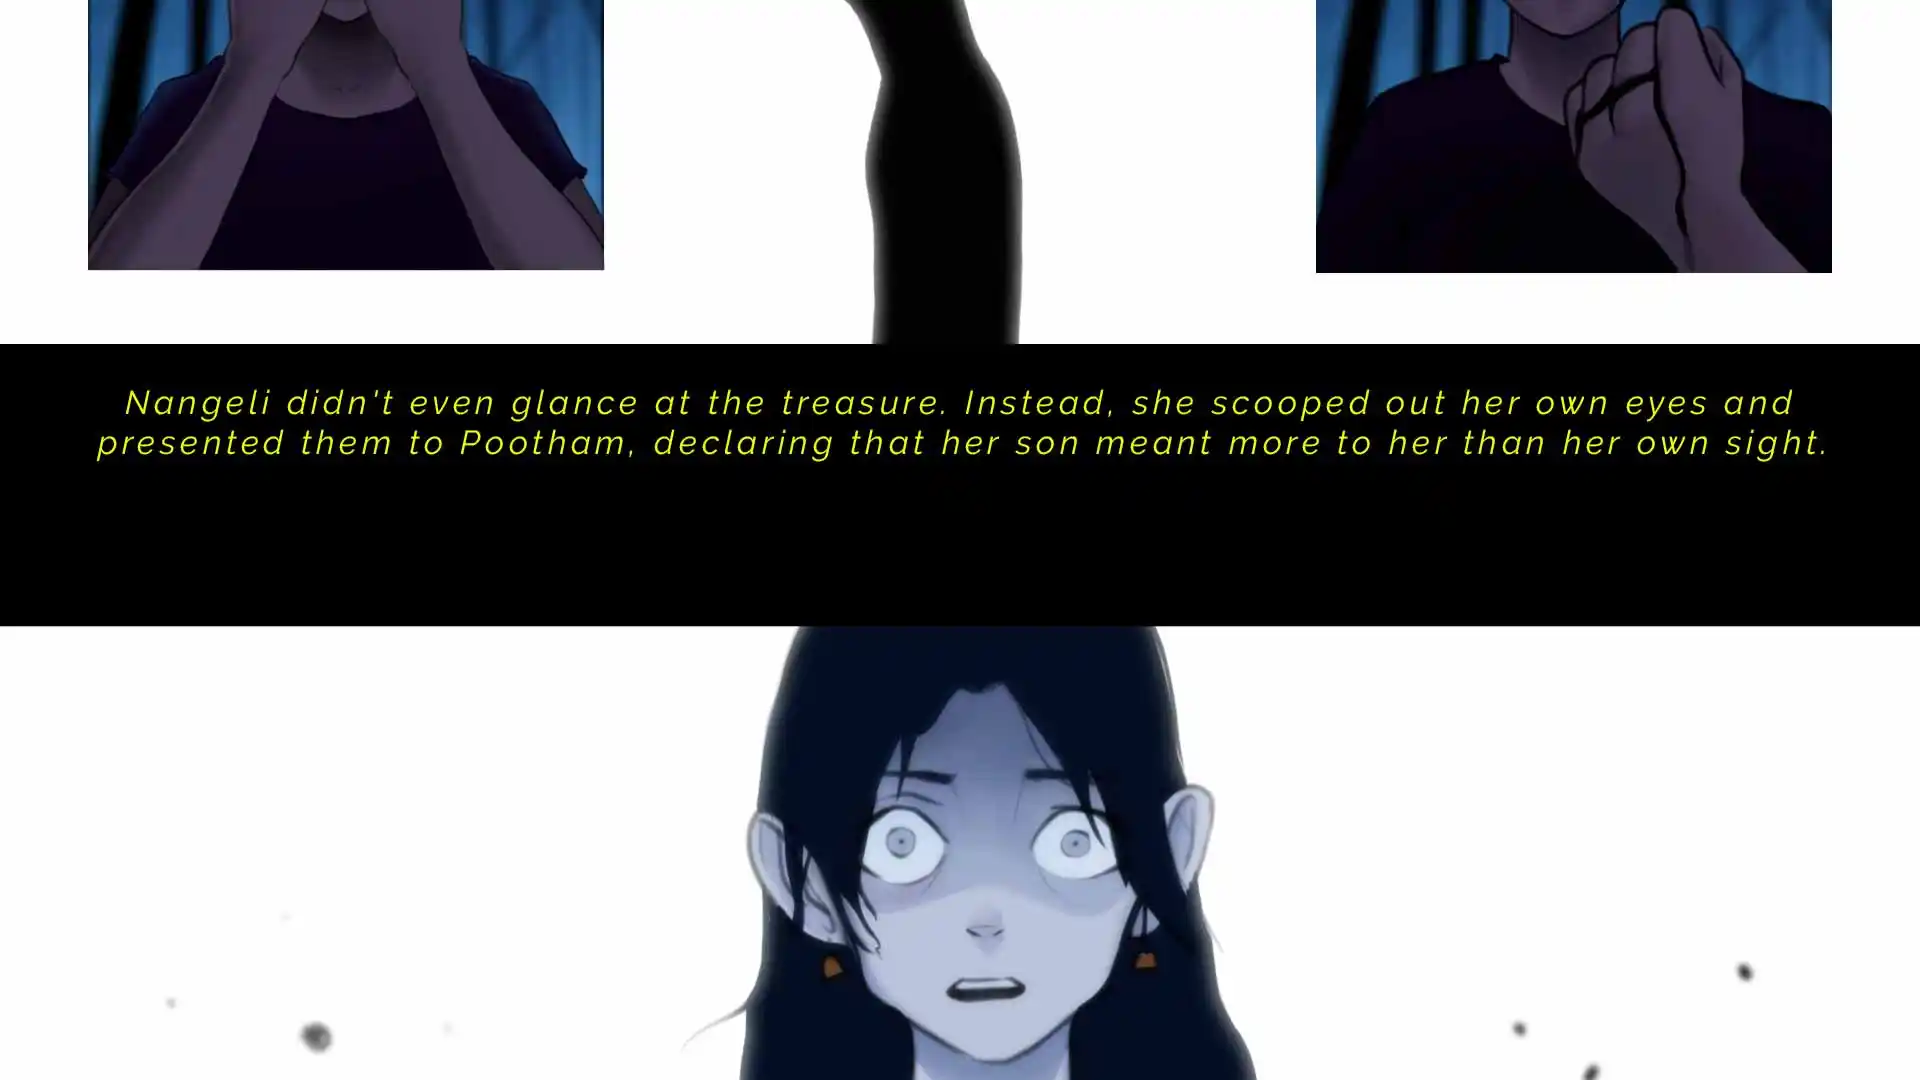 Nangeli didn't even glance at the treasure. Instead, she scooped out her own eyes and
presented them to Pootham, declaring that her son meant more to her than her own sight.